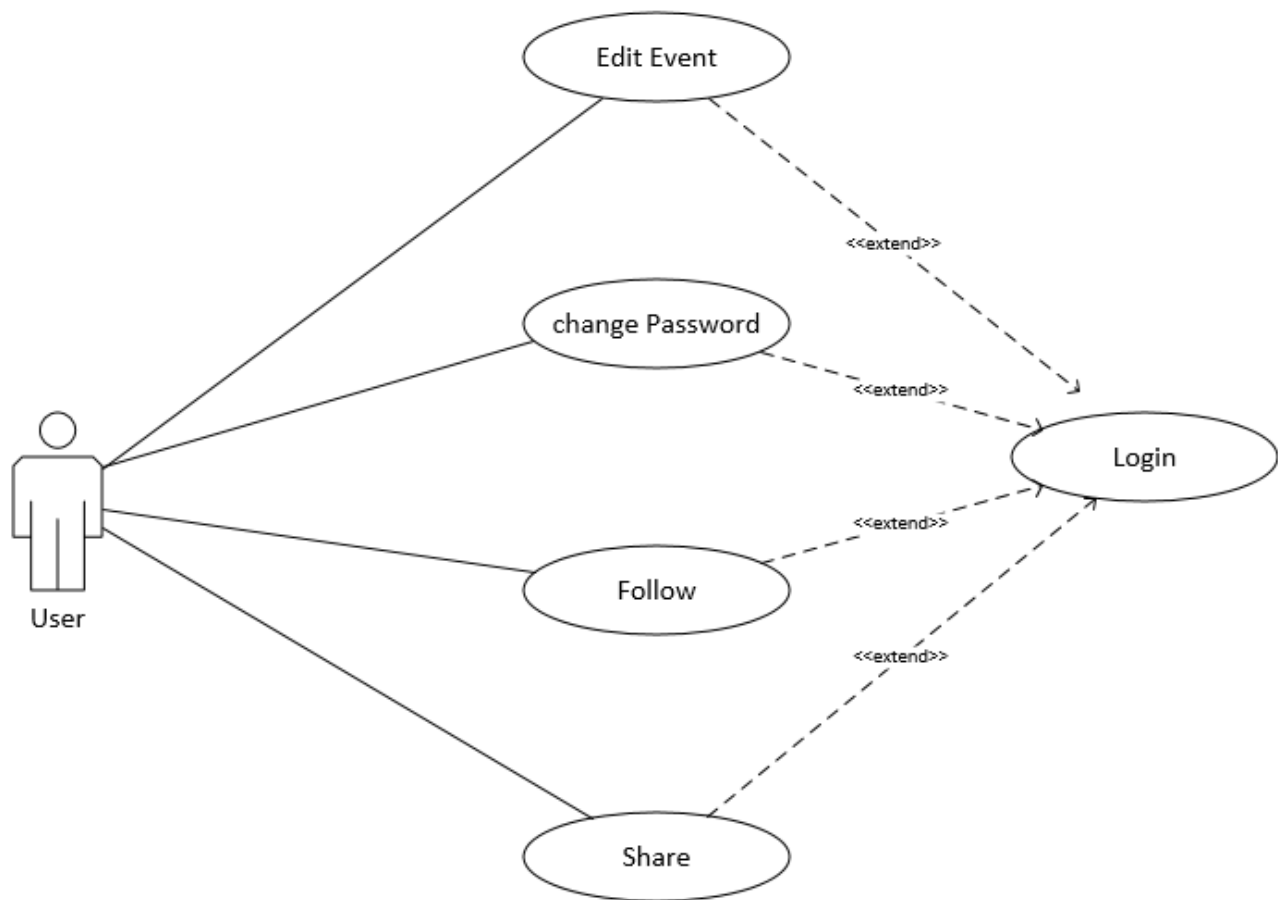 Edit Event
<<extend>>
change Password
<<extend>>
Login
<<extend>>
Follow
User
<<extend>>
Share